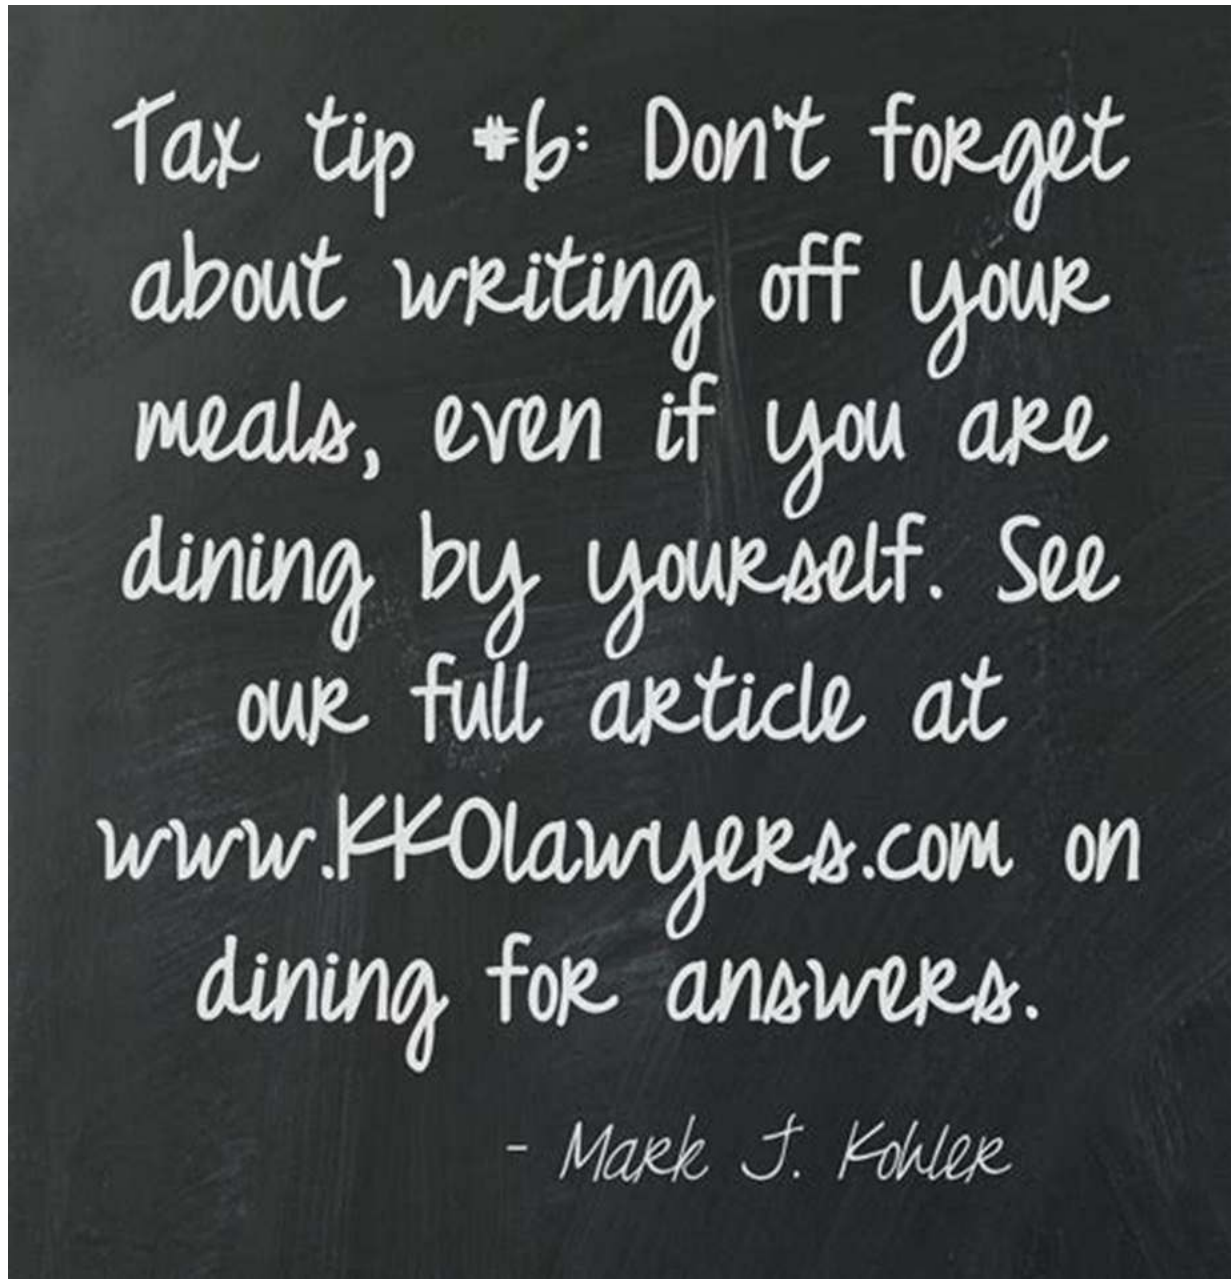 Tax tip #6: Don't forget
about writing off your
meals, even if you are
dining by yourself. See
our full article at
www.KKOlawyers.com on
dining for answers.
- Mark J. Kohler